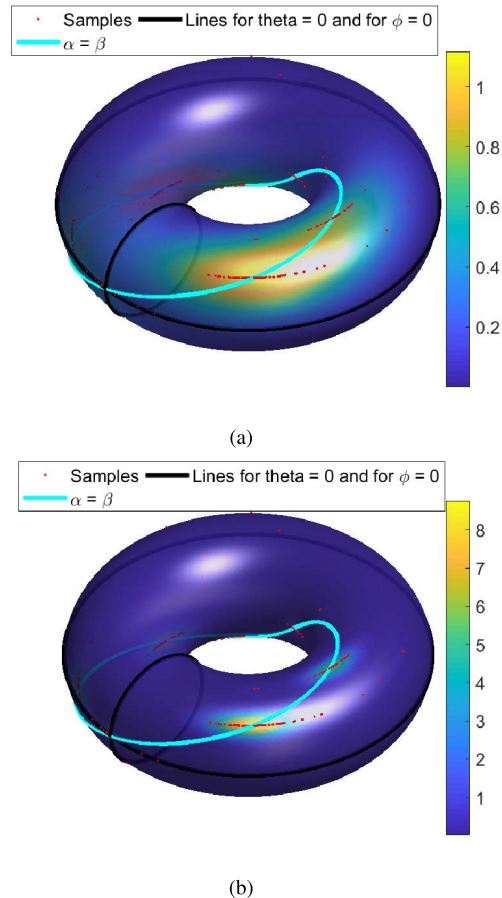 Samples Lines for theta = 0 and for ϕ = 0
α = β
1
0.8
0.6
0.4
0.2
(a)
Samples Lines for theta = 0 and for ϕ = 0
α = β
8
7
6
5
4
3
2
1
(b)